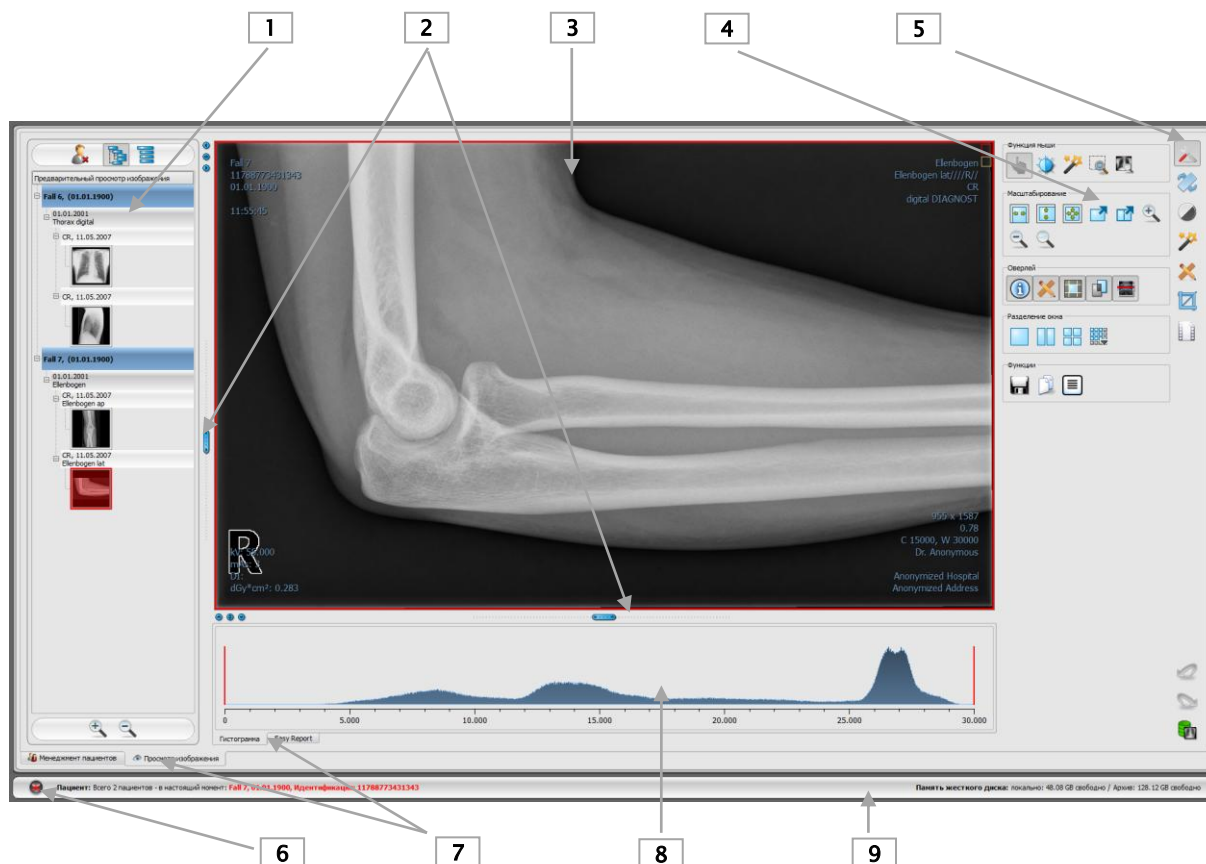 1
2
3
4
5
Предварительный просмотр изображения
Fall 6, (01.01.1900)
01.01.2001
Thorax digital
CR, 11.05.2007
CR, 11.05.2007
Fall 7, (01.01.1900)
01.01.2001
Ellenbogen
CR, 11.05.2007
Ellenbogen ap
CR, 11.05.2007
Ellenbogen lat
Fall 7
11788773431343
01.01.1900
11:55:45
Ellenbogen
Ellenbogen lat////R//
CR
digital DIAGNOST
R
dGy*cm²: 0.283
955 x 1587
0.78
C 15000, W 30000
Dr. Anonymous
Anonymized Hospital
Anonymized Address
Функция мыши
Масштабирование
Оверлей
Разделение окна
Функции
0 5.000 10.000 15.000 20.000 25.000 30.000
Гистограмма Easy Report
Менеджмент пациентов Просмотр изображения
Пациент: Всего 2 пациентов - в настоящий момент: Fall 7, 01.01.1900, Идентификация: 11788773431343
Память жесткого диска: локально: 48.08 GB свободно / Архив: 128.12 GB свободно
6
7
8
9